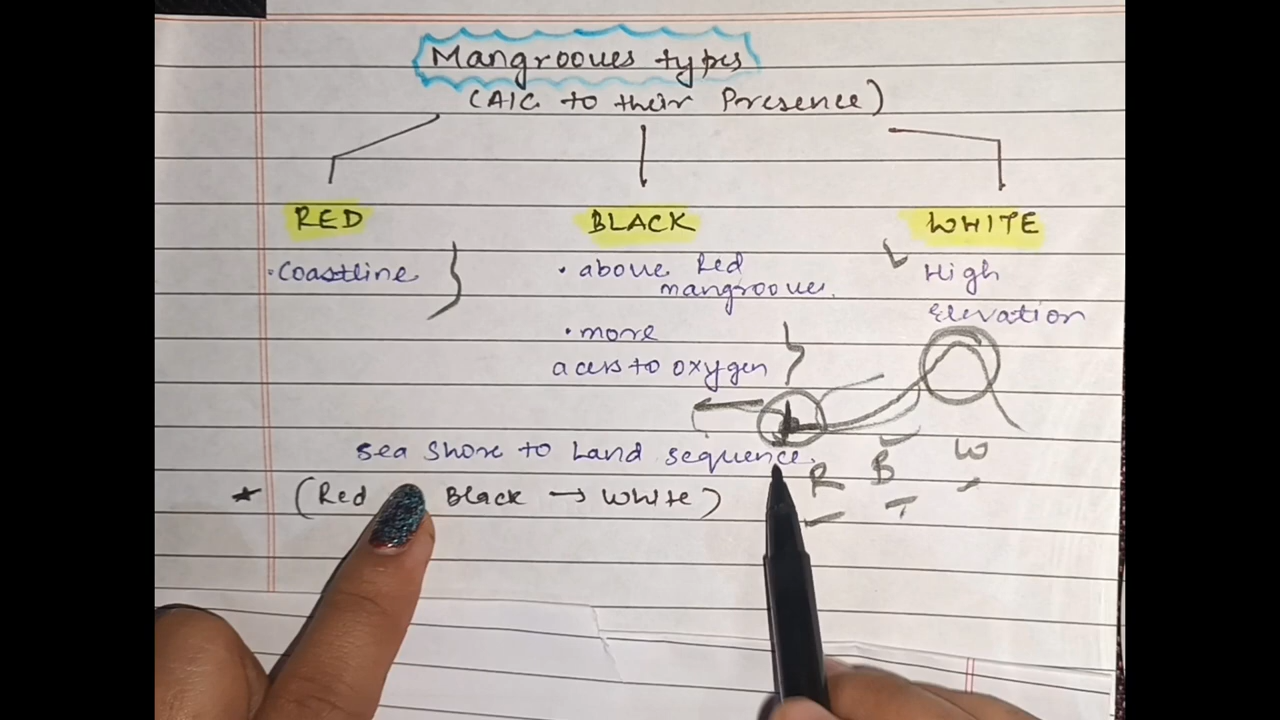 Mangrooves types
(A/C to their Presence)
RED BLACK WHITE
• Coastline
• above Red mangrooves.
• more acess to oxygen
High Elevation
sea shore to Land sequence.
R B W
(Red Black → White)